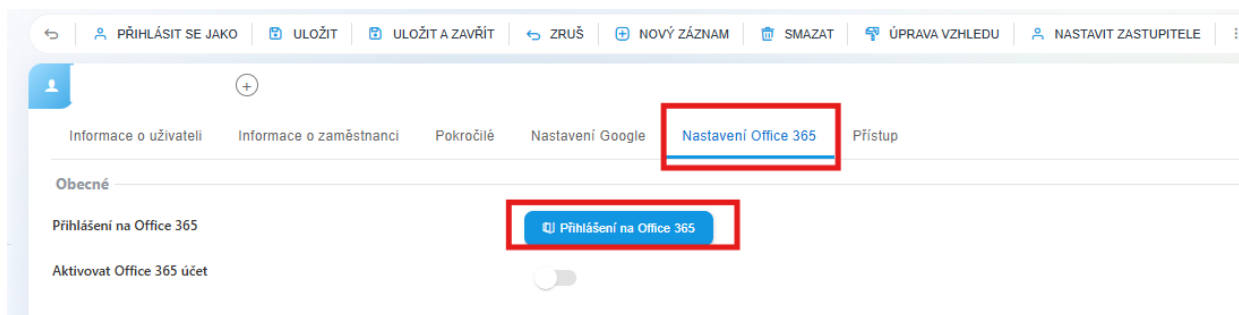 PŘIHLÁSIT SE JAKO ULOŽIT ULOŽIT A ZAVŘÍT ZRUŠ NOVÝ ZÁZNAM SMAZAT ÚPRAVA VZHLEDU NASTAVIT ZASTUPITELE
Informace o uživateli Informace o zaměstnanci Pokročilé Nastavení Google Nastavení Office 365 Přístup
Obecné
Přihlášení na Office 365 Přihlášení na Office 365
Aktivovat Office 365 účet